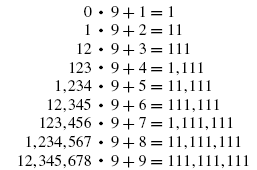 0 • 9 + 1 = 1
1 • 9 + 2 = 11
12 • 9 + 3 = 111
123 • 9 + 4 = 1,111
1,234 • 9 + 5 = 11,111
12,345 • 9 + 6 = 111,111
123,456 • 9 + 7 = 1,111,111
1,234,567 • 9 + 8 = 11,111,111
12,345,678 • 9 + 9 = 111,111,111